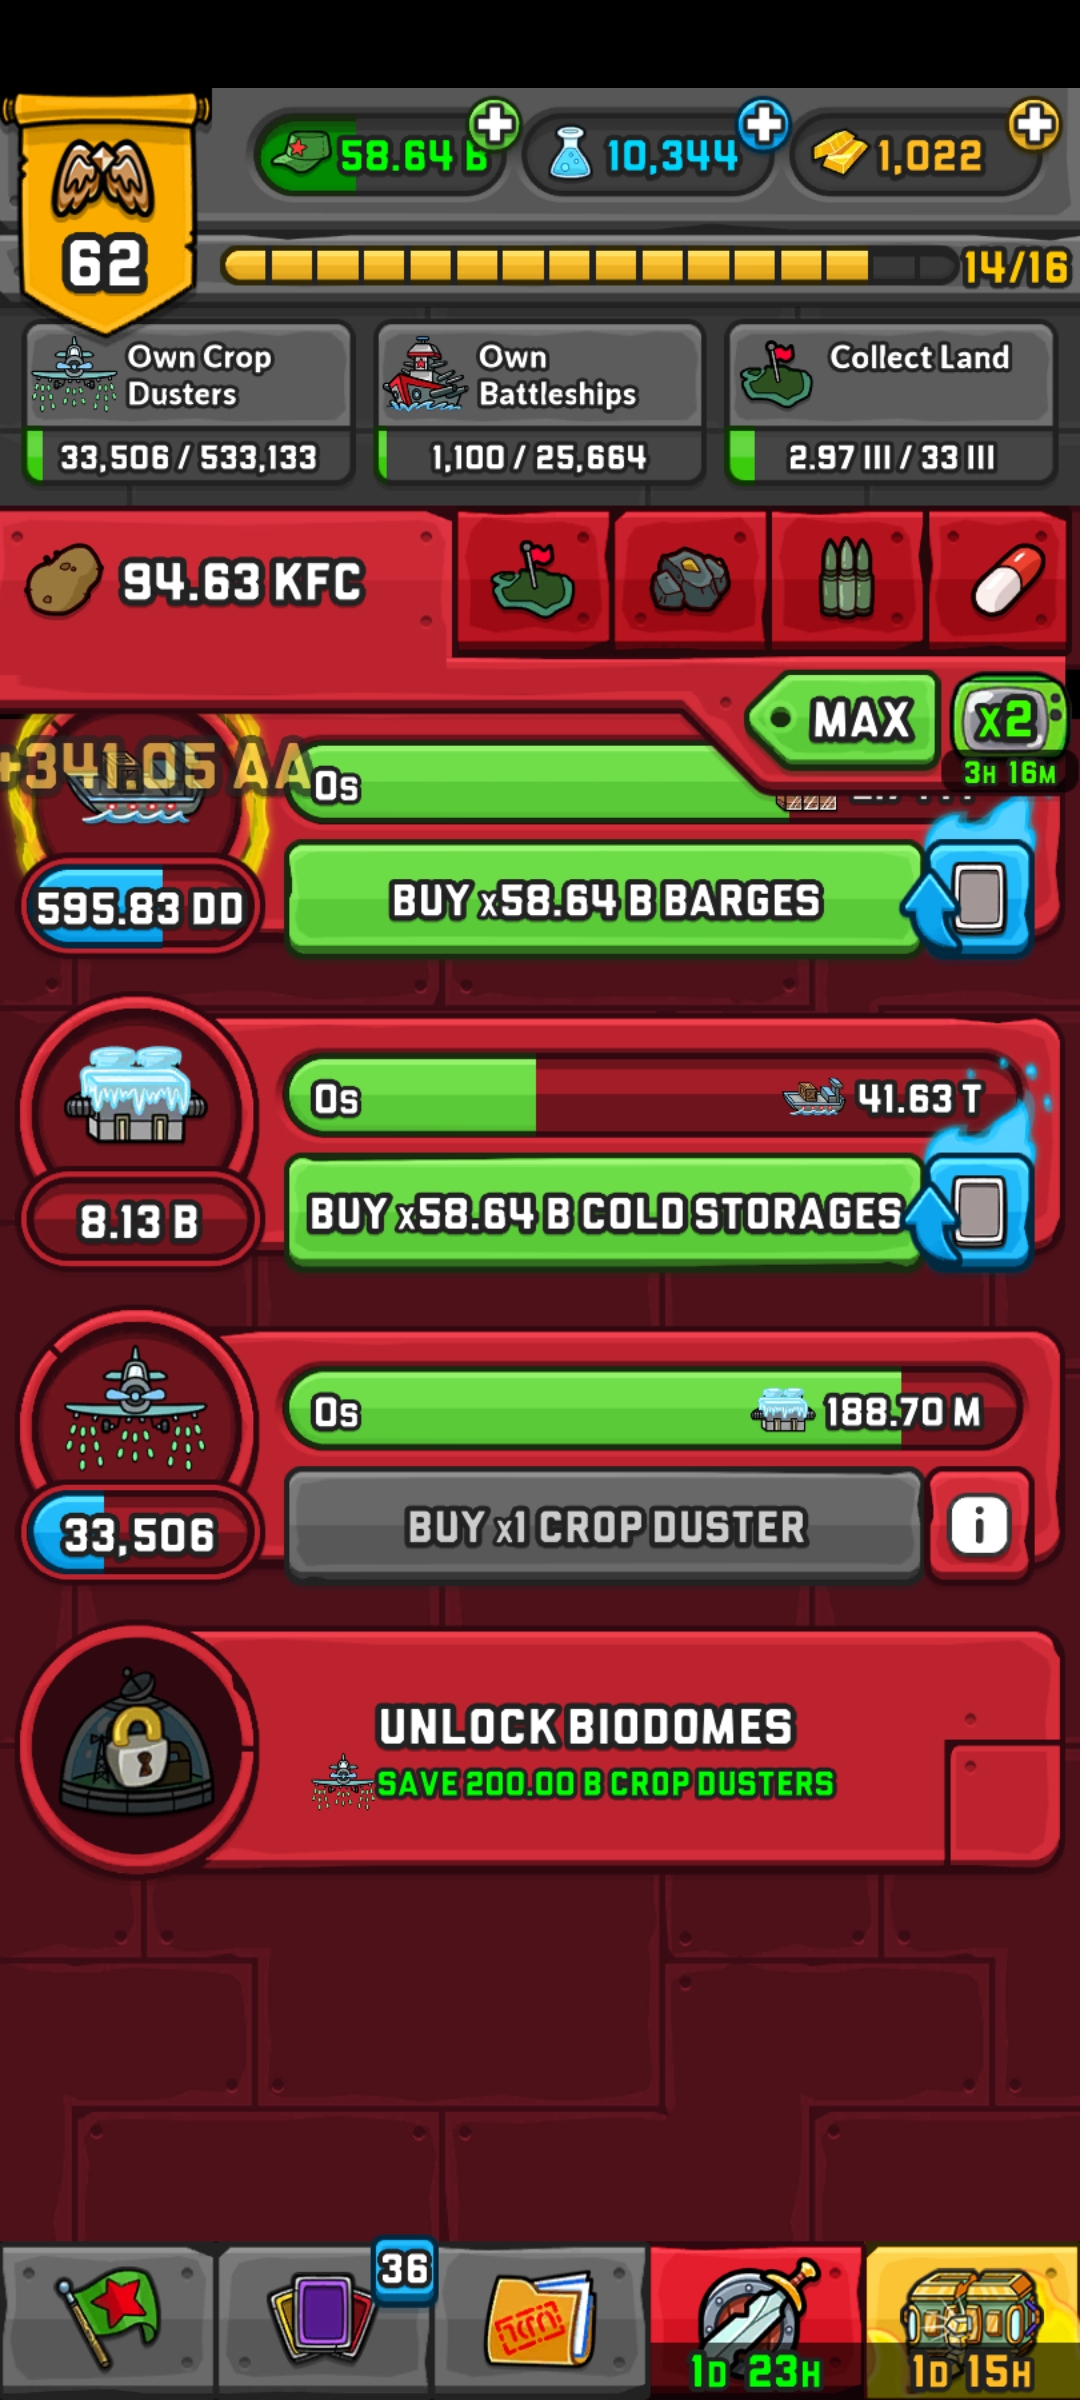 58.64 B
10,344
1,022
62
14/16
Own Crop
Dusters
33,506 / 533,133
Own
Battleships
1,100 / 25,664
Collect Land
2.97 III / 33 III
94.63 KFC
MAX
x2
3H 16M
+341.05 AA
0s
595.83 DD
BUY x58.64 B BARGES
0s
41.63 T
8.13 B
BUY x58.64 B COLD STORAGES
0s
188.70 M
33,506
BUY x1 CROP DUSTER
i
UNLOCK BIODOMES
SAVE 200.00 B CROP DUSTERS
36
1D 23H
1D 15H